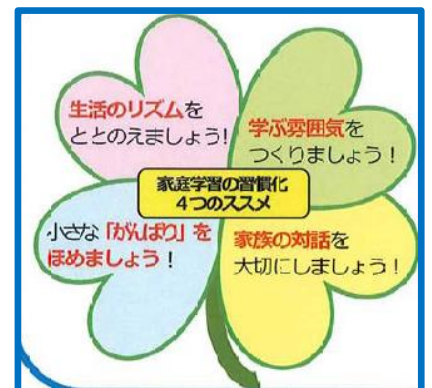 生活のリズムを
ととのえましょう!
学ぶ雰囲気を
つくりましょう!
家庭学習の習慣化
4つのススメ
小さな「がんばり」を
ほめましょう!
家族の対話を
大切にしましょう!